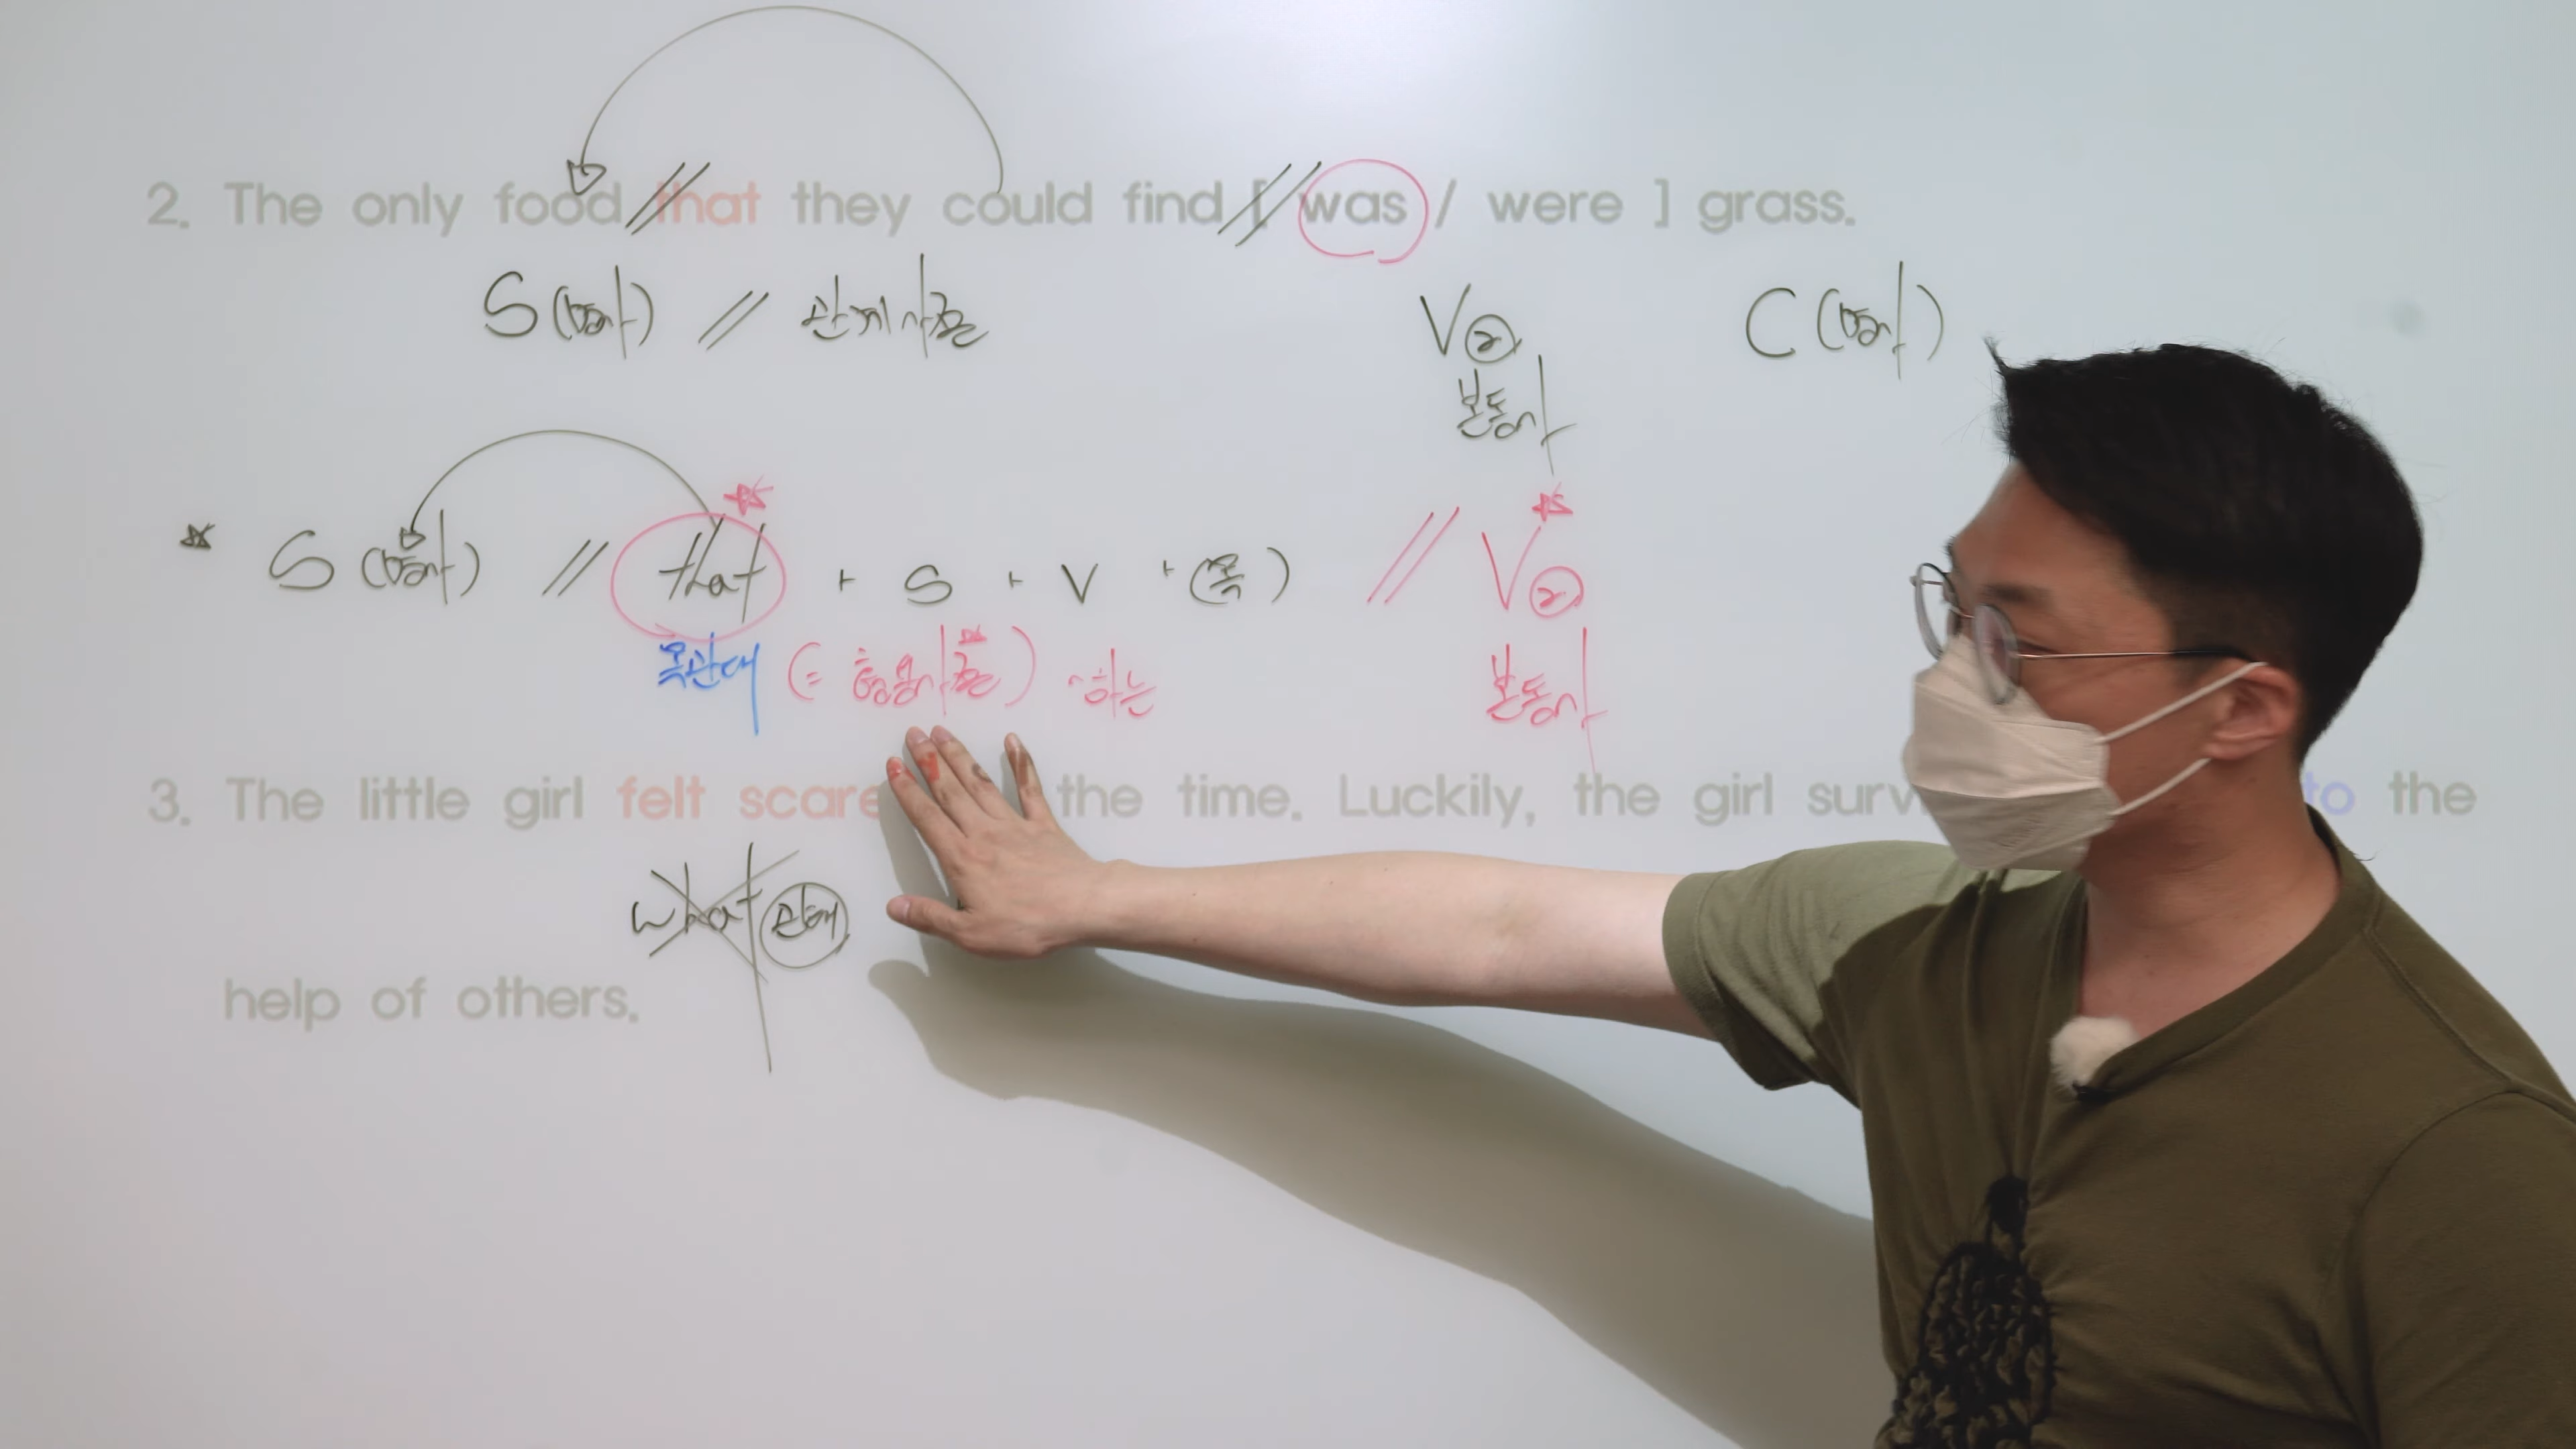 2. The only food // that they could find // [ was / were ] grass.
S (명사) // 관계사절 V② C (명사)
본동사
☆ S (명사) // that + S + V + (목) // V②
목관대 (= 형용사절) ~하는 본동사
3. The little girl felt scare the time. Luckily, the girl surv to the
what 관대
help of others.